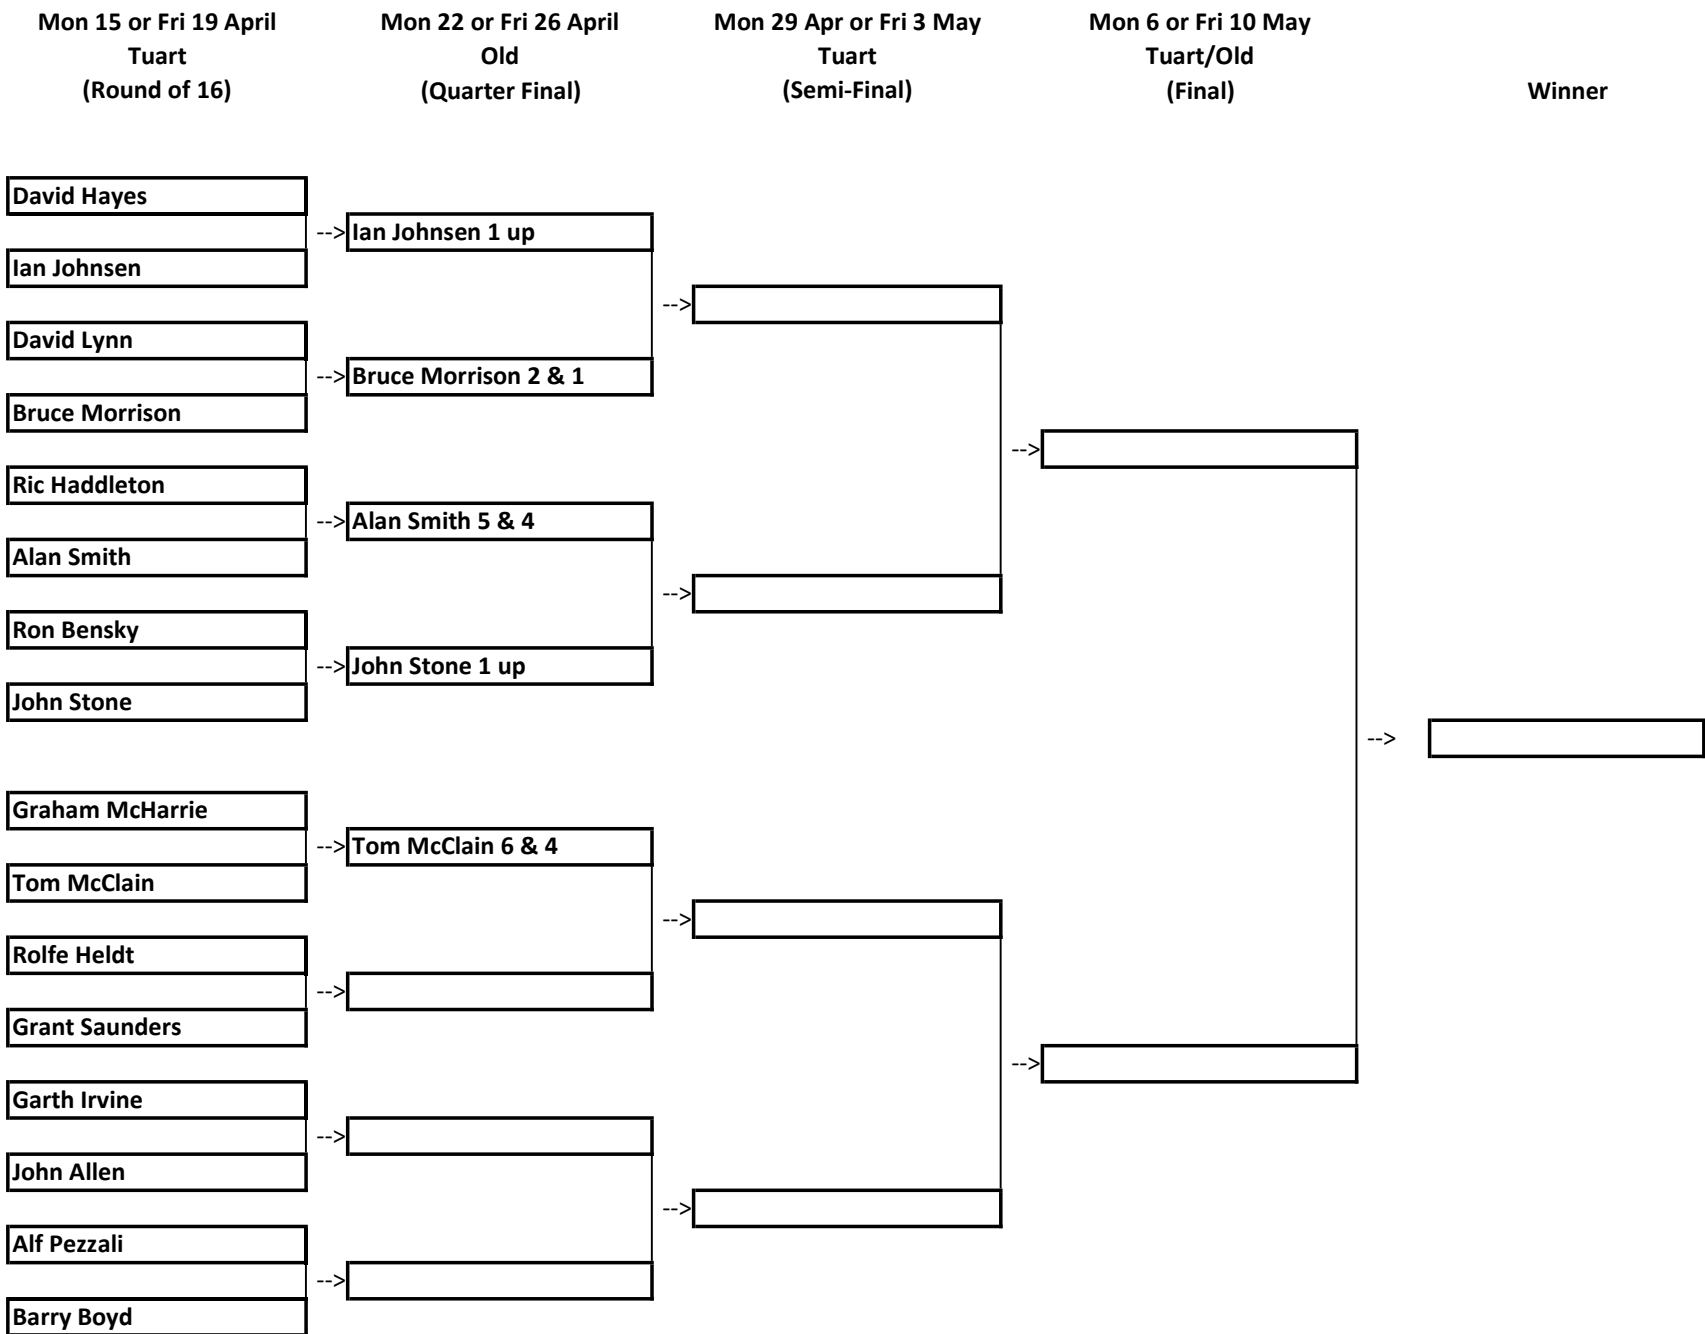 Mon 15 or Fri 19 April
Tuart
(Round of 16)
Mon 22 or Fri 26 April
Old
(Quarter Final)
Mon 29 Apr or Fri 3 May
Tuart
(Semi-Final)
Mon 6 or Fri 10 May
Tuart/Old
(Final)
Winner
David Hayes
--> Ian Johnsen 1 up
Ian Johnsen
-->
David Lynn
--> Bruce Morrison 2 & 1
Bruce Morrison
-->
Ric Haddleton
--> Alan Smith 5 & 4
Alan Smith
-->
Ron Bensky
--> John Stone 1 up
John Stone
-->
Graham McHarrie
--> Tom McClain 6 & 4
Tom McClain
-->
Rolfe Heldt
-->
Grant Saunders
-->
Garth Irvine
-->
John Allen
-->
Alf Pezzali
-->
Barry Boyd